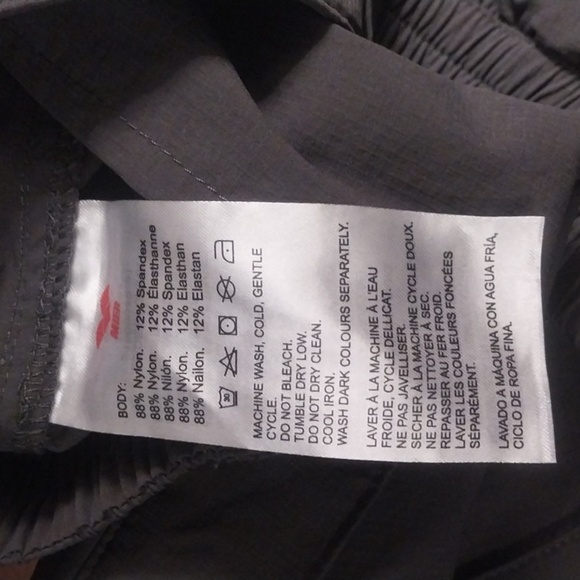 MIER
BODY:
88% Nylon. 12% Spandex
88% Nylon. 12% Élasthanne
88% Nilón. 12% Spandex
88% Nylon. 12% Elasthan
88% Nailon. 12% Elastan
30
MACHINE WASH, COLD, GENTLE
CYCLE.
DO NOT BLEACH.
TUMBLE DRY LOW.
DO NOT DRY CLEAN.
COOL IRON.
WASH DARK COLOURS SEPARATELY.
LAVER À LA MACHINE À L'EAU
FROIDE, CYCLE DELLICAT.
NE PAS JAVELLISER.
SECHER À LA MACHINE CYCLE DOUX.
NE PAS NETTOYER À SEC.
REPASSER AU FER FROID.
LAVER LES COULEURS FONCÉES
SÉPARÉMENT.
LAVADO A MÁQUINA CON AGUA FRÍA,
CICLO DE ROPA FINA.